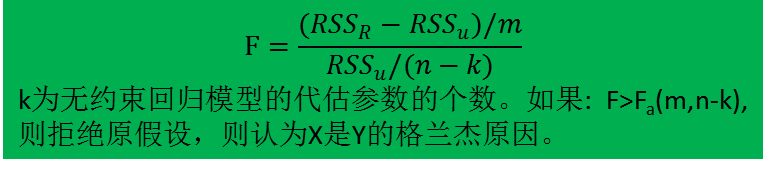 F = (RSS_R − RSS_u)/m / RSS_u/(n − k)
k为无约束回归模型的代估参数的个数。如果: F>F_a(m,n-k),
则拒绝原假设，则认为X是Y的格兰杰原因。